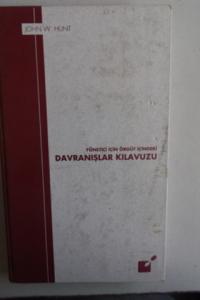 JOHN W. HUNT
YÖNETİCİ İÇİN ÖRGÜT İÇİNDEKİ
DAVRANIŞLAR KILAVUZU